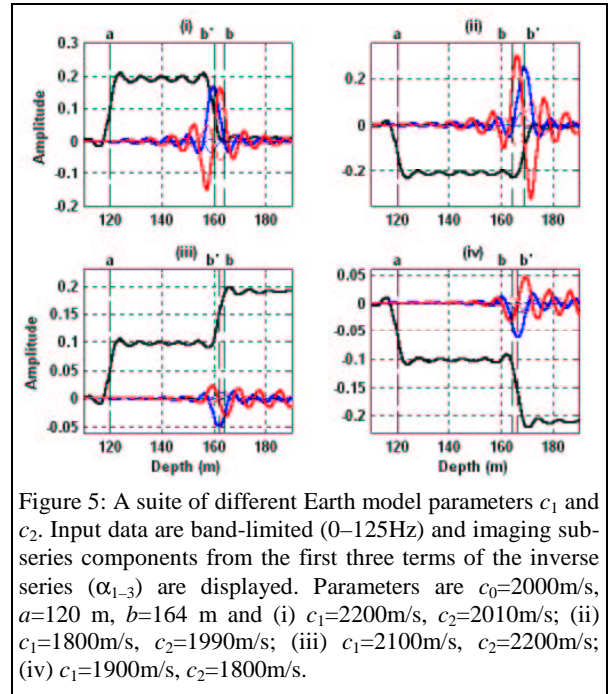 (i)
a b' b
0.3
0.2
0.1
0
-0.1
0.2
Amplitude
120 140 160 180
(ii)
a b b'
0.2
0
-0.2
120 140 160 180
(iii)
a b' b
0.2
0.15
0.1
0.05
0
-0.05
Amplitude
120 140 160 180
Depth (m)
(iv)
a b b'
0.05
0
-0.05
-0.1
-0.15
-0.2
120 140 160 180
Depth (m)
Figure 5: A suite of different Earth model parameters c₁ and
c₂. Input data are band-limited (0–125Hz) and imaging sub-
series components from the first three terms of the inverse
series (α₁₋₃) are displayed. Parameters are c₀=2000m/s,
a=120 m, b=164 m and (i) c₁=2200m/s, c₂=2010m/s; (ii)
c₁=1800m/s, c₂=1990m/s; (iii) c₁=2100m/s, c₂=2200m/s;
(iv) c₁=1900m/s, c₂=1800m/s.